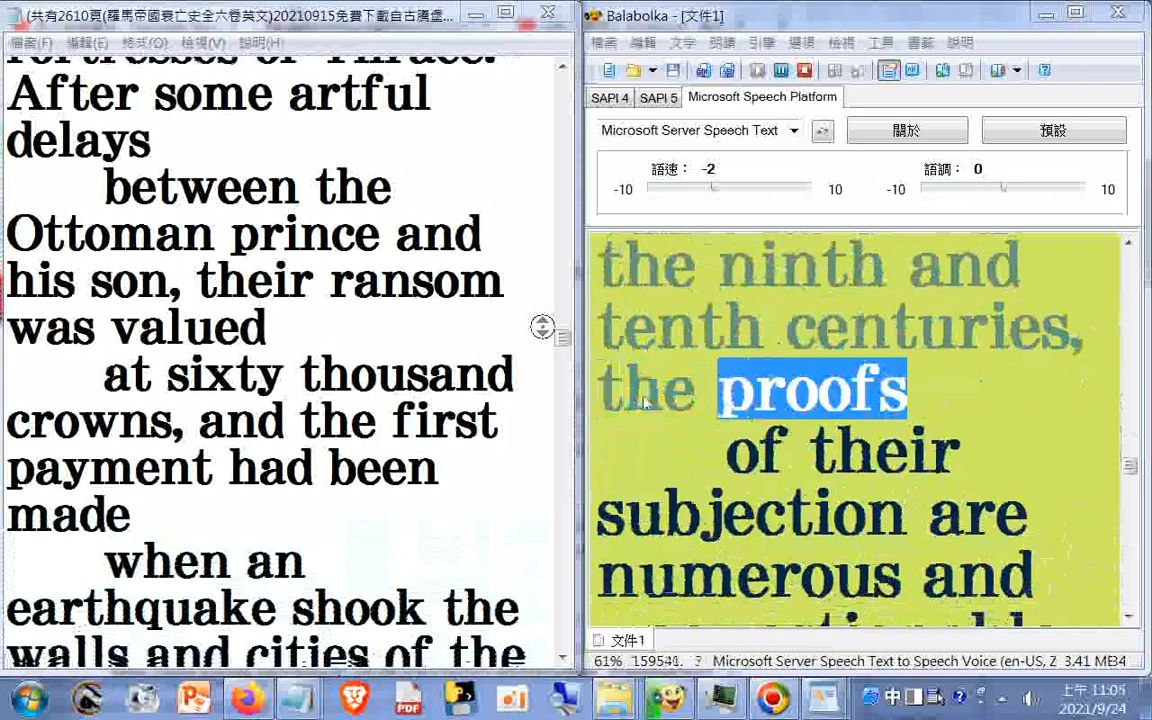 (共有2610頁(羅馬帝國衰亡史全六卷英文)20210915免費下載自古騰堡...
檔案(F) 編輯(E) 格式(O) 檢視(V) 說明(H)
fortresses of Thrace.
After some artful
delays
between the
Ottoman prince and
his son, their ransom
was valued
at sixty thousand
crowns, and the first
payment had been
made
when an
earthquake shook the
walls and cities of the
Balabolka - [文件1]
檔案 編輯 文字 朗讀 引擎 選項 檢視 工具 書籤 說明
SAPI 4 SAPI 5 Microsoft Speech Platform
Microsoft Server Speech Text 關於 預設
語速： -2 語調： 0
-10 10 -10 10
the ninth and
tenth centuries,
the proofs
of their
subjection are
numerous and
文件1
61% 159541. ? Microsoft Server Speech Text to Speech Voice (en-US, Z 3.41 MB34
PDF 中 上午 11:05
2021/9/24